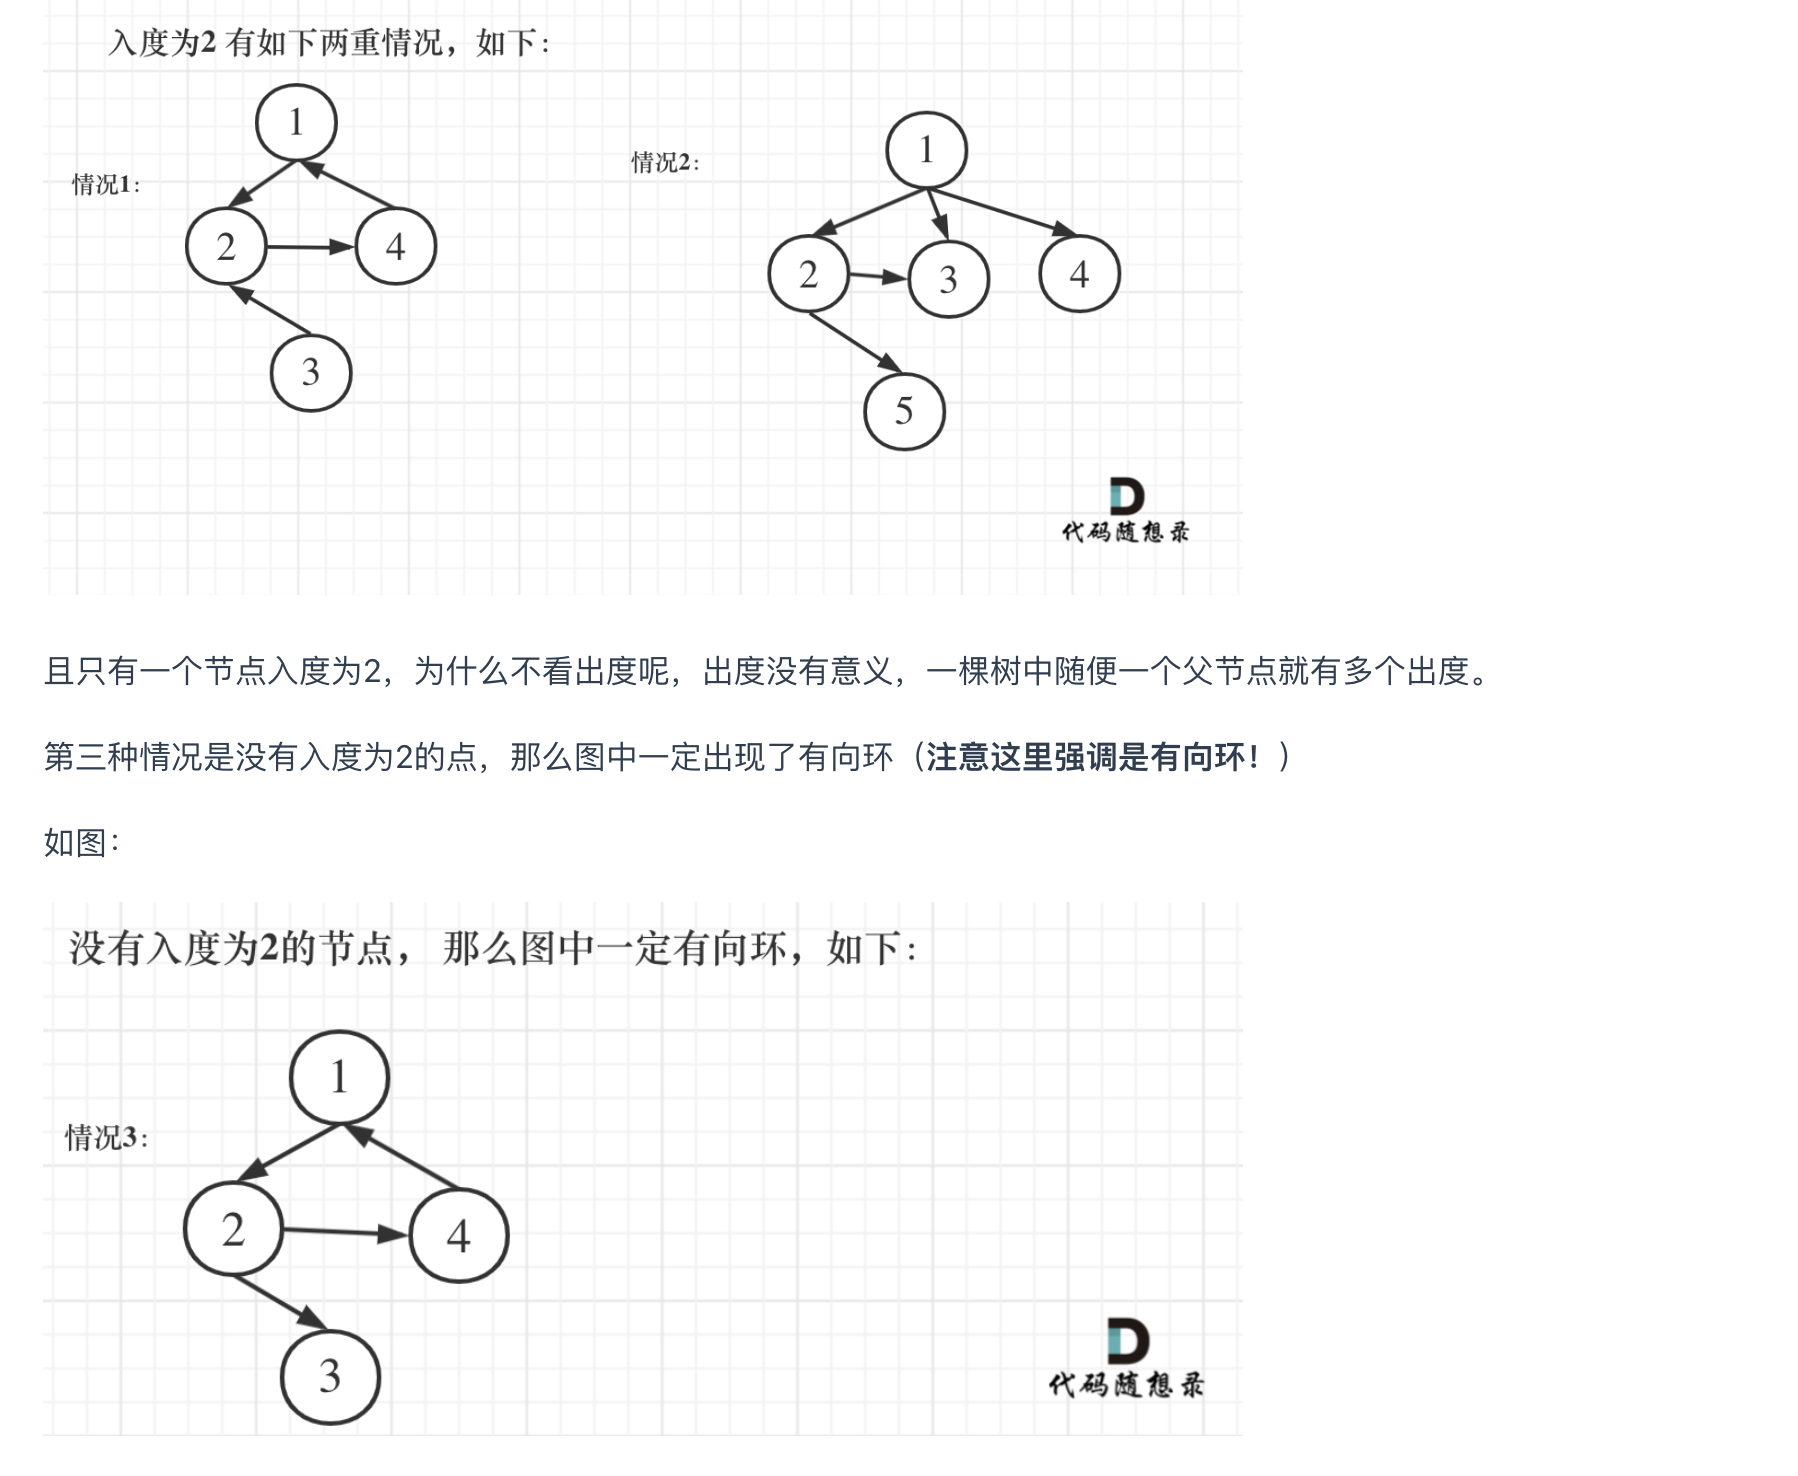 入度为2 有如下两重情况，如下：
1
情况1：
2
4
3
情况2：
1
2
3
4
5
代码随想录
且只有一个节点入度为2，为什么不看出度呢，出度没有意义，一棵树中随便一个父节点就有多个出度。
第三种情况是没有入度为2的点，那么图中一定出现了有向环（注意这里强调是有向环！）
如图：
没有入度为2的节点， 那么图中一定有向环，如下：
1
情况3：
2
4
3
代码随想录